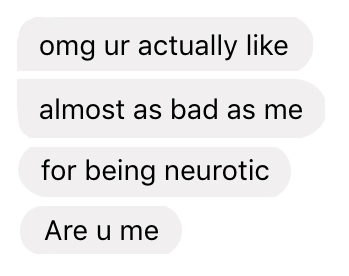 omg ur actually like
almost as bad as me
for being neurotic
Are u me